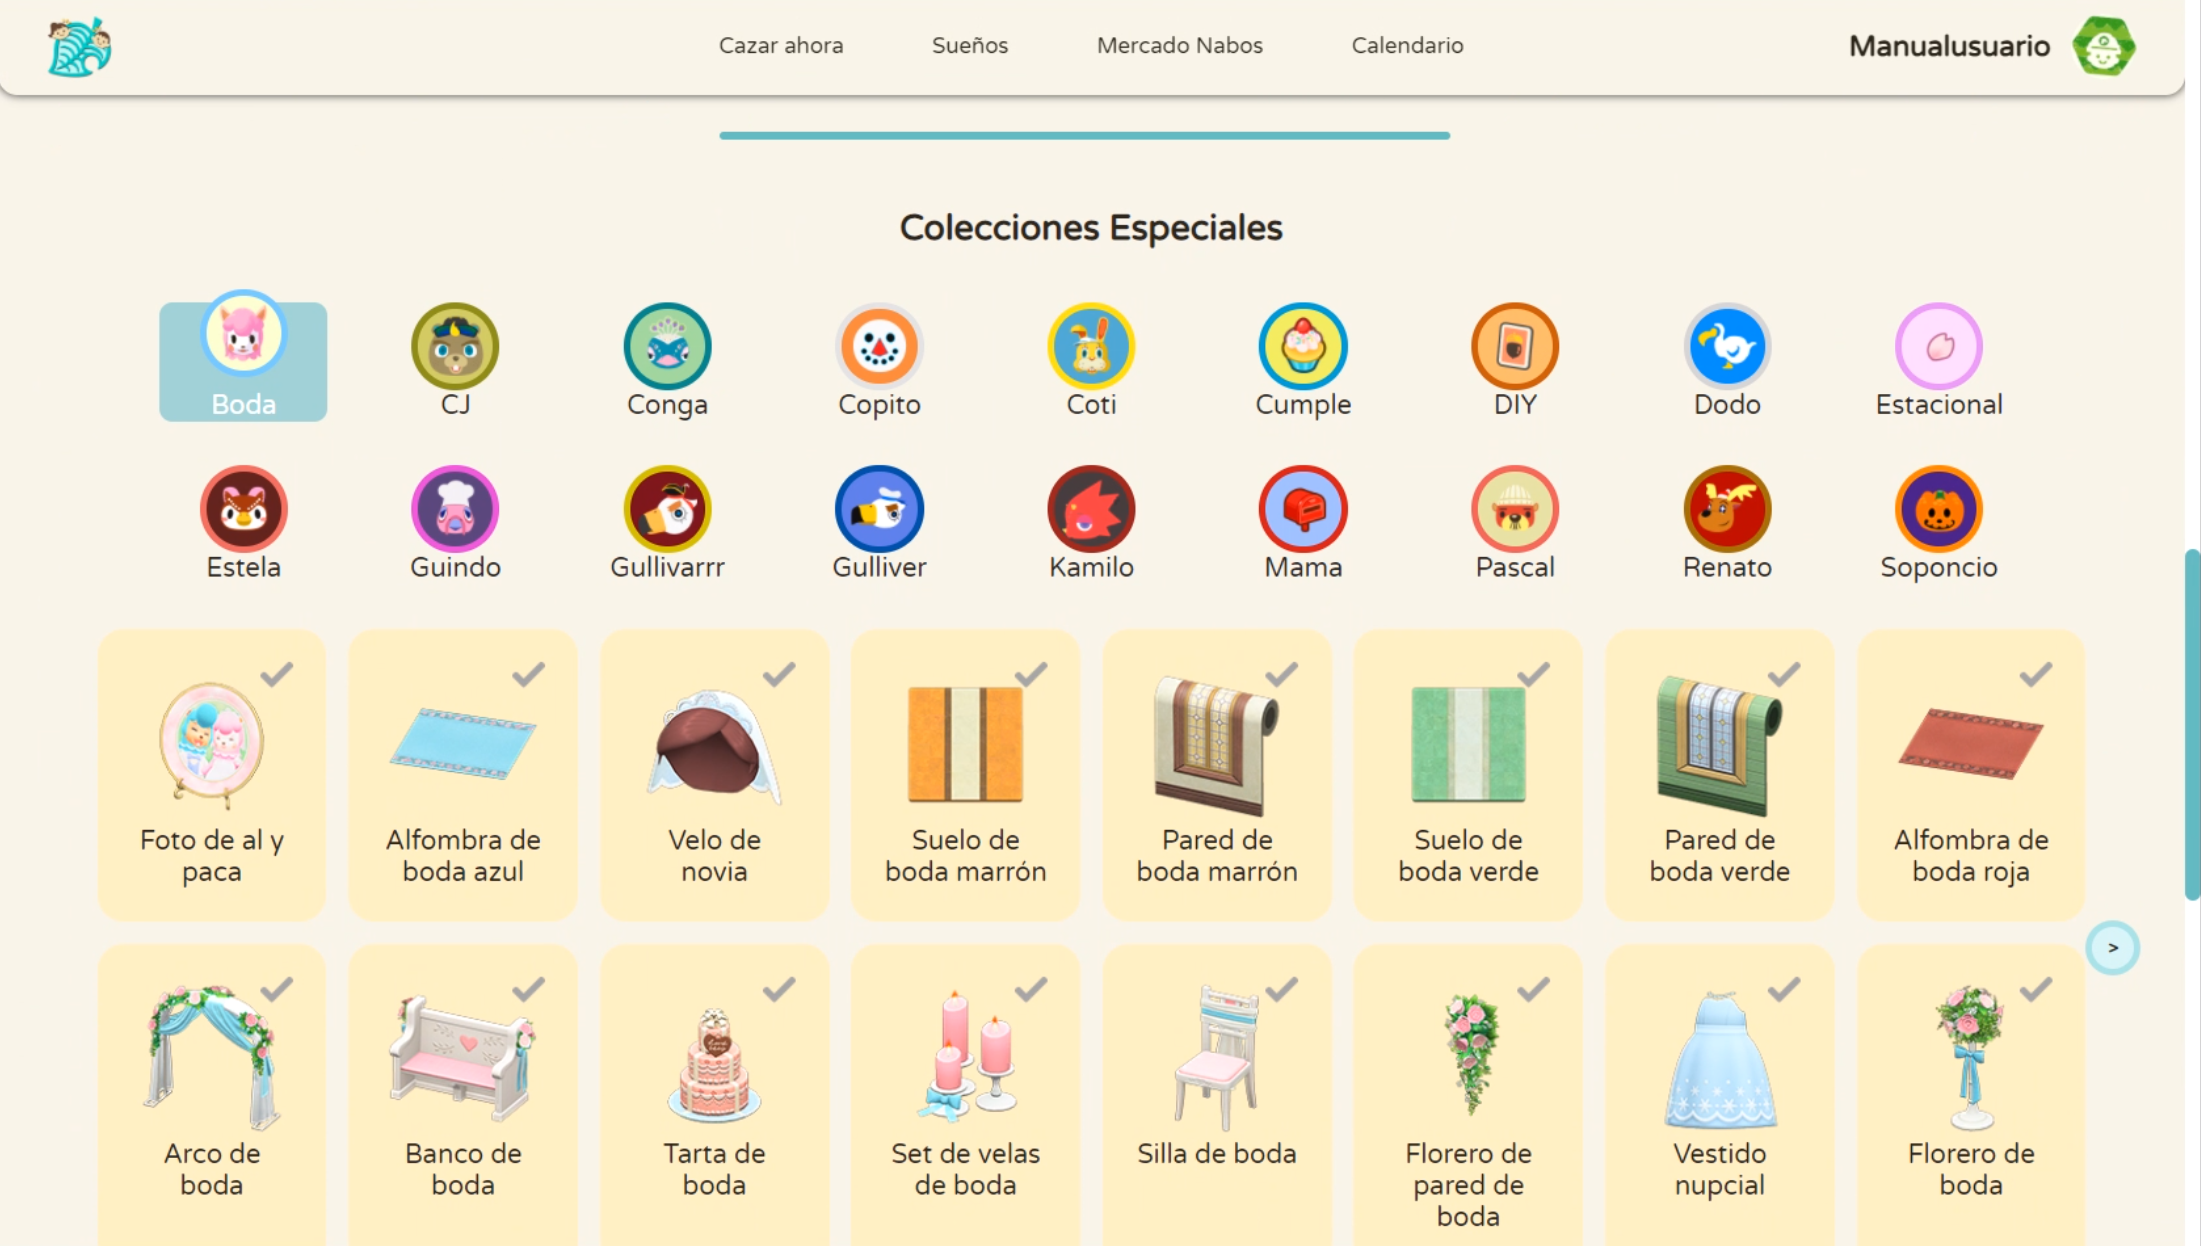 Cazar ahora
Sueños
Mercado Nabos
Calendario
Manualusuario
Colecciones Especiales
Boda
CJ
Conga
Copito
Coti
Cumple
DIY
Dodo
Estacional
Estela
Guindo
Gullivarrr
Gulliver
Kamilo
Mama
Pascal
Renato
Soponcio
Foto de al y
paca
Alfombra de
boda azul
Velo de
novia
Suelo de
boda marrón
Pared de
boda marrón
Suelo de
boda verde
Pared de
boda verde
Alfombra de
boda roja
>
Arco de
boda
Banco de
boda
Tarta de
boda
Set de velas
de boda
Silla de boda
Florero de
pared de
boda
Vestido
nupcial
Florero de
boda